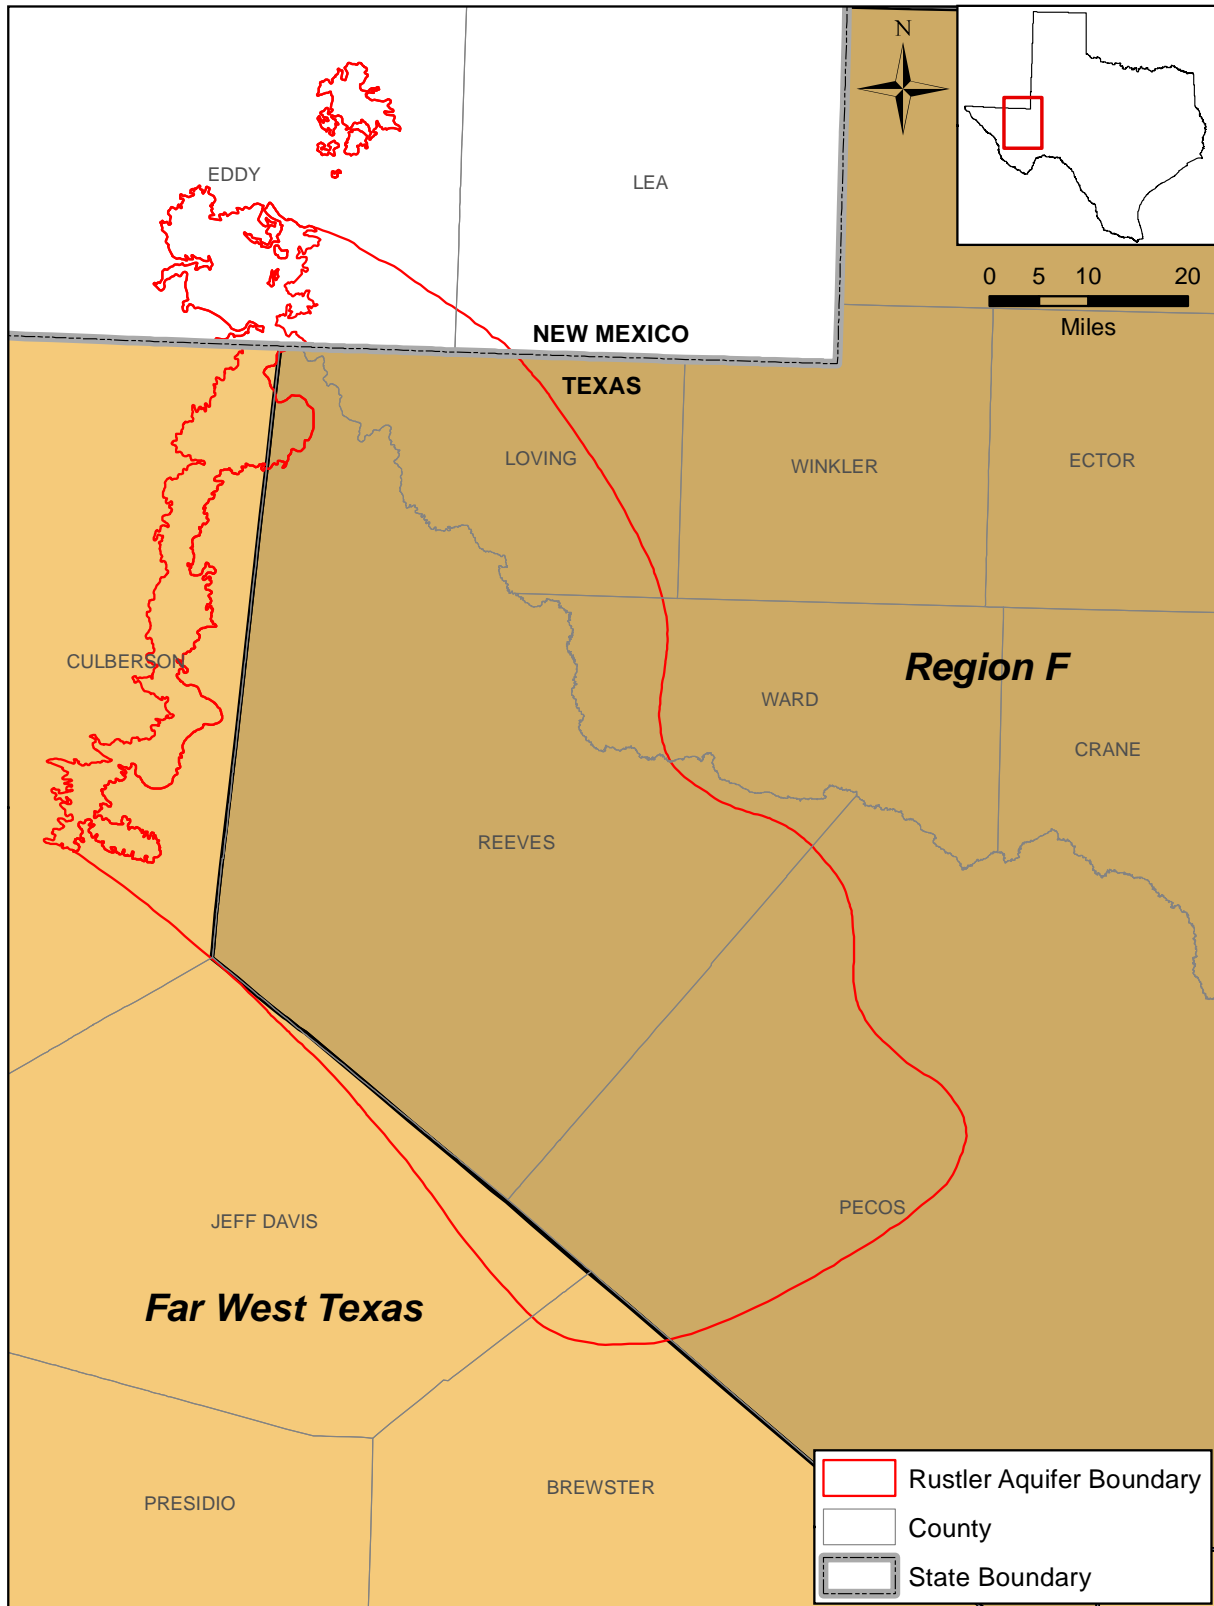 N
EDDY
LEA
0 5 10 20
Miles
NEW MEXICO
TEXAS
LOVING
WINKLER
ECTOR
CULBERSON
Region F
WARD
CRANE
REEVES
PECOS
JEFF DAVIS
Far West Texas
BREWSTER
PRESIDIO
Rustler Aquifer Boundary
County
State Boundary